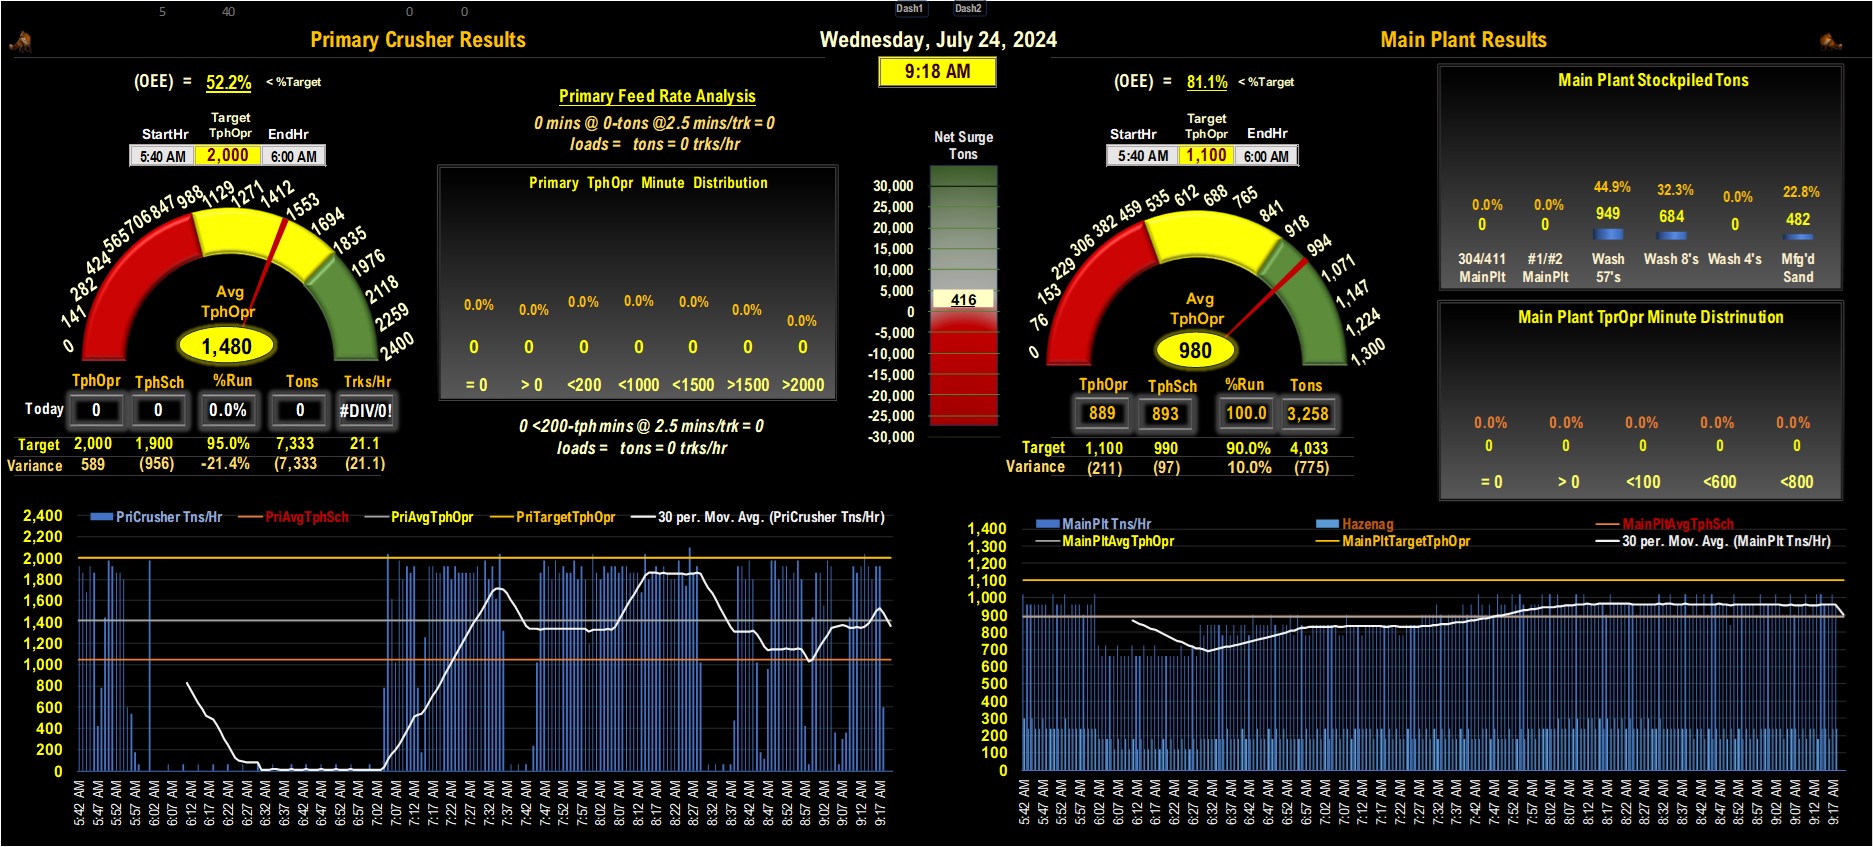 5 40 0 0 Dash1 Dash2
Primary Crusher Results
Wednesday, July 24, 2024
Main Plant Results
9:18 AM
(OEE) = 52.2% < %Target
Target
StartHr TphOpr EndHr
5:40 AM 2,000 6:00 AM
0 141 282 424 565 706 847 988 1129 1271 1412 1553 1694 1835 1976 2118 2259 2400
Avg
TphOpr
1,480
TphOpr TphSch %Run Tons Trks/Hr
Today 0 0 0.0% 0 #DIV/0!
Target 2,000 1,900 95.0% 7,333 21.1
Variance 589 (956) -21.4% (7,333 (21.1)
Primary Feed Rate Analysis
0 mins @ 0-tons @2.5 mins/trk = 0
loads = tons = 0 trks/hr
Primary TphOpr Minute Distribution
0.0% 0.0% 0.0% 0.0% 0.0% 0.0% 0.0%
0 0 0 0 0 0 0
= 0 > 0 <200 <1000 <1500 >1500 >2000
0 <200-tph mins @ 2.5 mins/trk = 0
loads = tons = 0 trks/hr
Net Surge
Tons
30,000
25,000
20,000
15,000
10,000
5,000
416
0
-5,000
-10,000
-15,000
-20,000
-25,000
-30,000
(OEE) = 81.1% < %Target
Target
StartHr TphOpr EndHr
5:40 AM 1,100 6:00 AM
0 76 153 229 306 382 459 535 612 688 765 841 918 994 1,071 1,147 1,224 1,300
Avg
TphOpr
980
TphOpr TphSch %Run Tons
889 893 100.0 3,258
Target 1,100 990 90.0% 4,033
Variance (211) (97) 10.0% (775)
Main Plant Stockpiled Tons
0.0% 0.0% 44.9% 32.3% 0.0% 22.8%
0 0 949 684 0 482
304/411 #1/#2 Wash Wash 8's Wash 4's Mfg'd
MainPlt MainPlt 57's Sand
Main Plant TprOpr Minute Distrinution
0.0% 0.0% 0.0% 0.0% 0.0%
0 0 0 0 0
= 0 > 0 <100 <600 <800
PriCrusher Tns/Hr PriAvgTphSch PriAvgTphOpr PriTargetTphOpr 30 per. Mov. Avg. (PriCrusher Tns/Hr)
2,400
2,200
2,000
1,800
1,600
1,400
1,200
1,000
800
600
400
200
0
5:42 AM 5:47 AM 5:52 AM 5:57 AM 6:02 AM 6:07 AM 6:12 AM 6:17 AM 6:22 AM 6:27 AM 6:32 AM 6:37 AM 6:42 AM 6:47 AM 6:52 AM 6:57 AM 7:02 AM 7:07 AM 7:12 AM 7:17 AM 7:22 AM 7:27 AM 7:32 AM 7:37 AM 7:42 AM 7:47 AM 7:52 AM 7:57 AM 8:02 AM 8:07 AM 8:12 AM 8:17 AM 8:22 AM 8:27 AM 8:32 AM 8:37 AM 8:42 AM 8:47 AM 8:52 AM 8:57 AM 9:02 AM 9:07 AM 9:12 AM 9:17 AM
MainPlt Tns/Hr Hazenag MainPltAvgTphSch
MainPltAvgTphOpr MainPltTargetTphOpr 30 per. Mov. Avg. (MainPlt Tns/Hr)
1,400
1,300
1,200
1,100
1,000
900
800
700
600
500
400
300
200
100
0
5:42 AM 5:47 AM 5:52 AM 5:57 AM 6:02 AM 6:07 AM 6:12 AM 6:17 AM 6:22 AM 6:27 AM 6:32 AM 6:37 AM 6:42 AM 6:47 AM 6:52 AM 6:57 AM 7:02 AM 7:07 AM 7:12 AM 7:17 AM 7:22 AM 7:27 AM 7:32 AM 7:37 AM 7:42 AM 7:47 AM 7:52 AM 7:57 AM 8:02 AM 8:07 AM 8:12 AM 8:17 AM 8:22 AM 8:27 AM 8:32 AM 8:37 AM 8:42 AM 8:47 AM 8:52 AM 8:57 AM 9:02 AM 9:07 AM 9:12 AM 9:17 AM